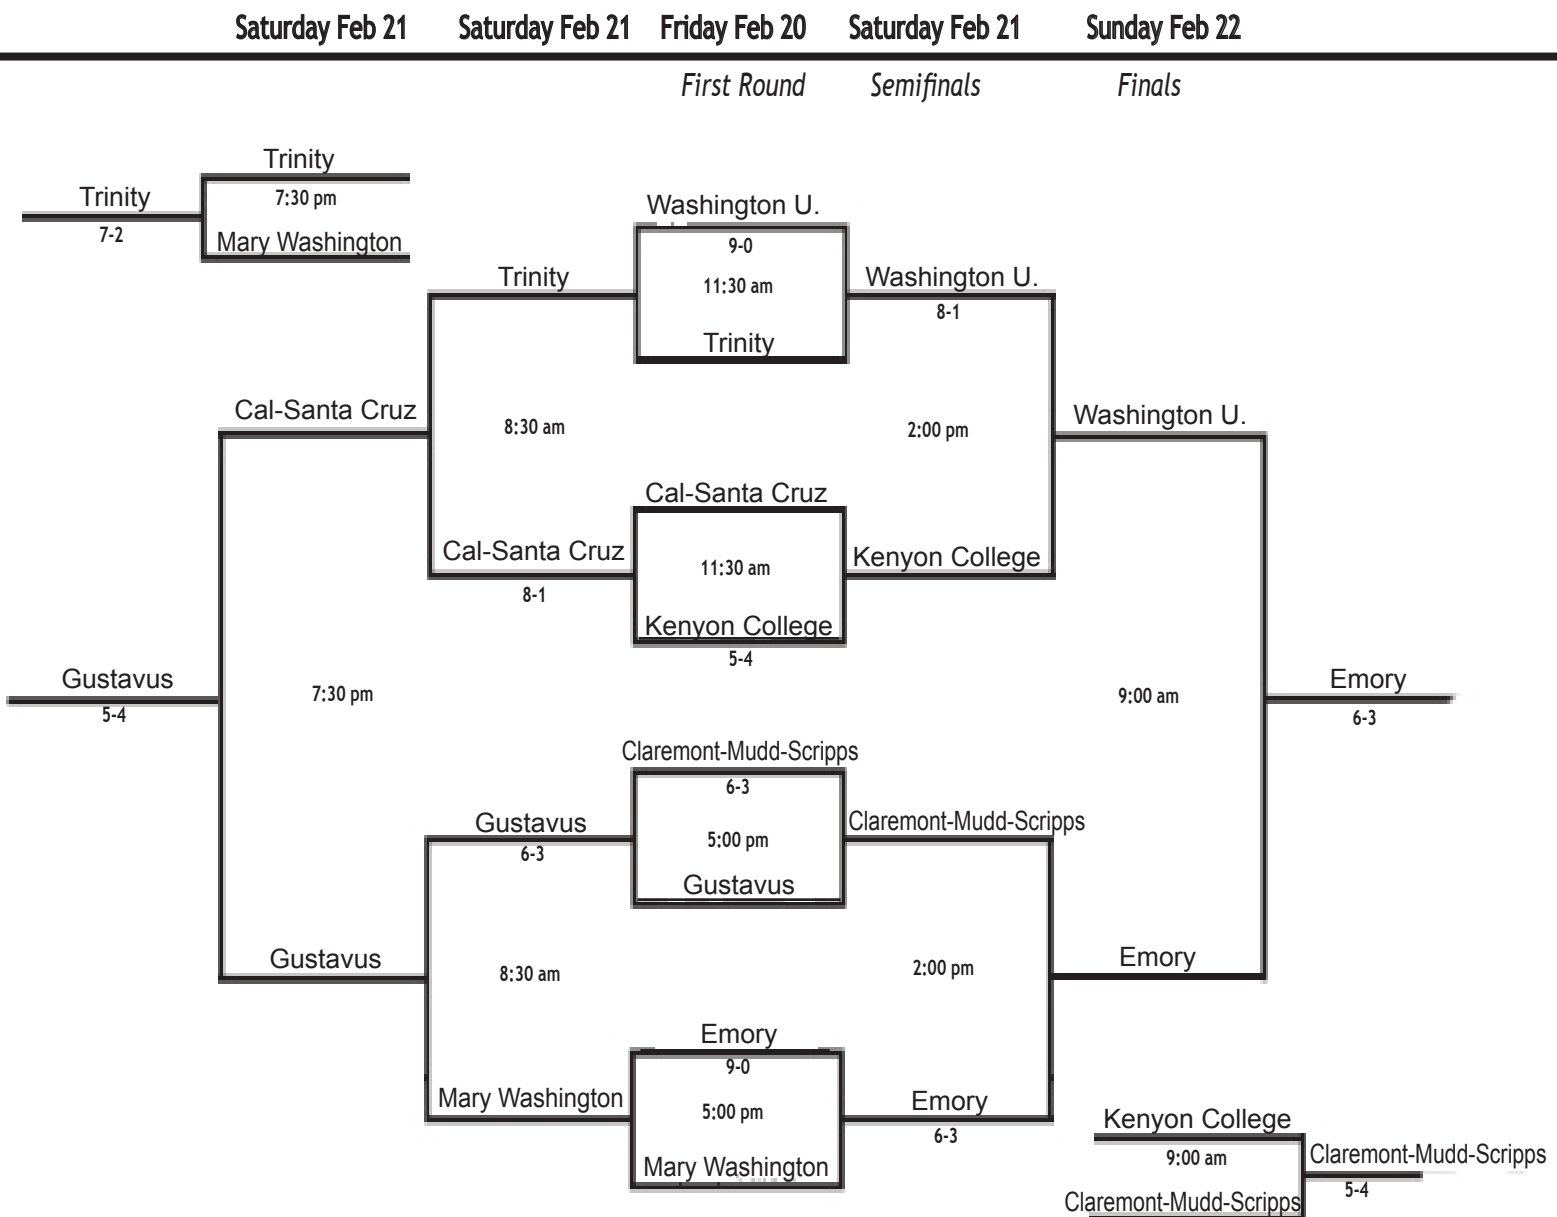 Saturday Feb 21 Saturday Feb 21 Friday Feb 20 Saturday Feb 21 Sunday Feb 22
First Round Semifinals Finals
Trinity
Trinity
7:30 pm
7-2
Mary Washington
Washington U.
9-0
Trinity
11:30 am
Washington U.
8-1
Trinity
Cal-Santa Cruz
8:30 am
2:00 pm
Washington U.
Cal-Santa Cruz
Cal-Santa Cruz
11:30 am
Kenyon College
8-1
Kenyon College
5-4
Gustavus
5-4
7:30 pm
9:00 am
Emory
6-3
Claremont-Mudd-Scripps
6-3
Gustavus
6-3
5:00 pm
Claremont-Mudd-Scripps
Gustavus
Gustavus
8:30 am
2:00 pm
Emory
Emory
9-0
Mary Washington
5:00 pm
Emory
6-3
Mary Washington
Kenyon College
9:00 am
Claremont-Mudd-Scripps
5-4
Claremont-Mudd-Scripps